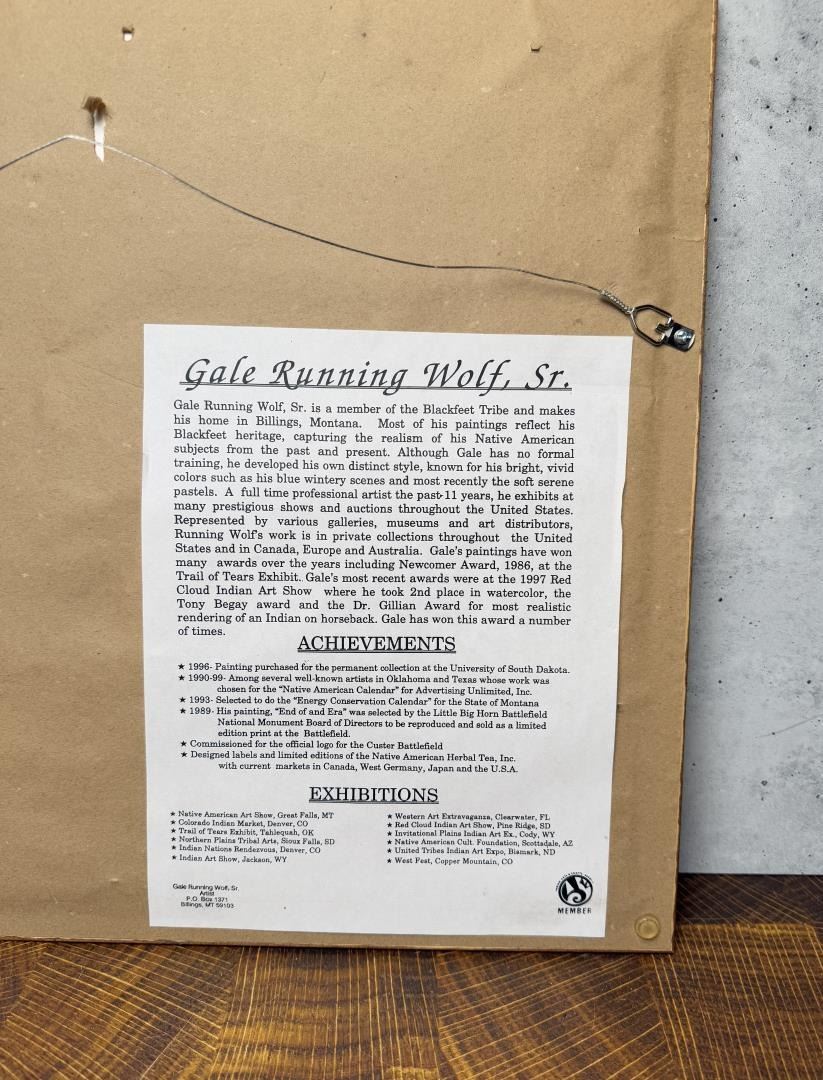 Gale Running Wolf, Sr.
Gale Running Wolf, Sr. is a member of the Blackfeet Tribe and makes
his home in Billings, Montana. Most of his paintings reflect his
Blackfeet heritage, capturing the realism of his Native American
subjects from the past and present. Although Gale has no formal
training, he developed his own distinct style, known for his bright, vivid
colors such as his blue wintery scenes and most recently the soft serene
pastels. A full time professional artist the past 11 years, he exhibits at
many prestigious shows and auctions throughout the United States.
Represented by various galleries, museums and art distributors,
Running Wolf's work is in private collections throughout the United
States and in Canada, Europe and Australia. Gale's paintings have won
many awards over the years including Newcomer Award, 1986, at the
Trail of Tears Exhibit. Gale's most recent awards were at the 1997 Red
Cloud Indian Art Show where he took 2nd place in watercolor, the
Tony Begay award and the Dr. Gillian Award for most realistic
rendering of an Indian on horseback. Gale has won this award a number
of times.
ACHIEVEMENTS
★ 1996- Painting purchased for the permanent collection at the University of South Dakota.
★ 1990-99- Among several well-known artists in Oklahoma and Texas whose work was
chosen for the "Native American Calendar" for Advertising Unlimited, Inc.
★ 1993- Selected to do the "Energy Conservation Calendar" for the State of Montana
★ 1989- His painting, "End of and Era" was selected by the Little Big Horn Battlefield
National Monument Board of Directors to be reproduced and sold as a limited
edition print at the Battlefield.
★ Commissioned for the official logo for the Custer Battlefield
★ Designed labels and limited editions of the Native American Herbal Tea, Inc.
with current markets in Canada, West Germany, Japan and the U.S.A.
EXHIBITIONS
★ Native American Art Show, Great Falls, MT
★ Colorado Indian Market, Denver, CO
★ Trail of Tears Exhibit, Tahlequah, OK
★ Northern Plains Tribal Arts, Sioux Falls, SD
★ Indian Nations Rendezvous, Denver, CO
★ Indian Art Show, Jackson, WY
★ Western Art Extravaganza, Clearwater, FL
★ Red Cloud Indian Art Show, Pine Ridge, SD
★ Invitational Plains Indian Art Ex., Cody, WY
★ Native American Cult. Foundation, Scottsdale, AZ
★ United Tribes Indian Art Expo, Bismark, ND
★ West Fest, Copper Mountain, CO
Gale Running Wolf, Sr.
Artist
P.O. Box 1371
Billings, MT 59103
MEMBER